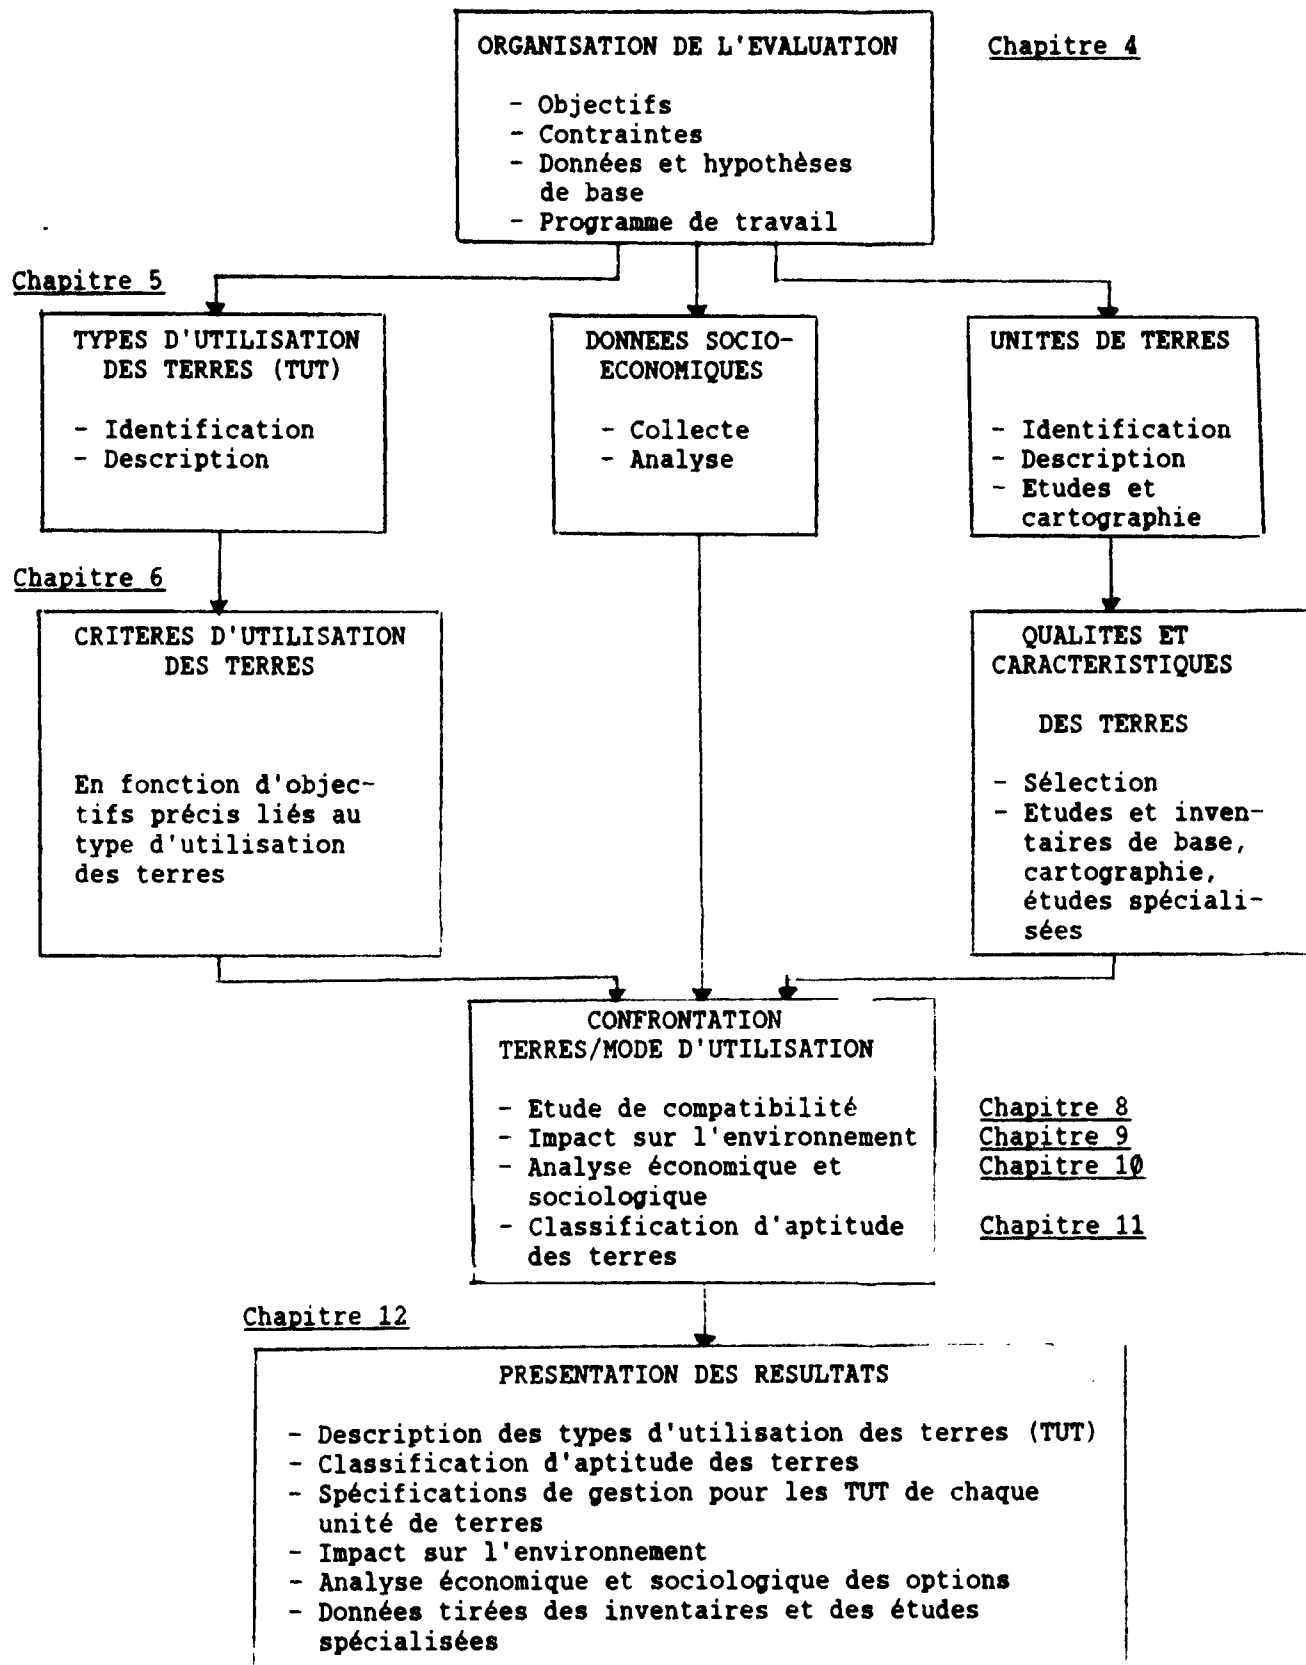 ORGANISATION DE L'EVALUATION
Chapitre 4
- Objectifs
- Contraintes
- Données et hypothèses
de base
- Programme de travail
Chapitre 5
TYPES D'UTILISATION
DES TERRES (TUT)
- Identification
- Description
DONNEES SOCIO-
ECONOMIQUES
- Collecte
- Analyse
UNITES DE TERRES
- Identification
- Description
- Etudes et
cartographie
Chapitre 6
CRITERES D'UTILISATION
DES TERRES
En fonction d'objec-
tifs précis liés au
type d'utilisation
des terres
QUALITES ET
CARACTERISTIQUES
DES TERRES
- Sélection
- Etudes et inven-
taires de base,
cartographie,
études spéciali-
sées
CONFRONTATION
TERRES/MODE D'UTILISATION
- Etude de compatibilité
- Impact sur l'environnement
- Analyse économique et
sociologique
- Classification d'aptitude
des terres
Chapitre 8
Chapitre 9
Chapitre 10
Chapitre 11
Chapitre 12
PRESENTATION DES RESULTATS
- Description des types d'utilisation des terres (TUT)
- Classification d'aptitude des terres
- Spécifications de gestion pour les TUT de chaque
unité de terres
- Impact sur l'environnement
- Analyse économique et sociologique des options
- Données tirées des inventaires et des études
spécialisées